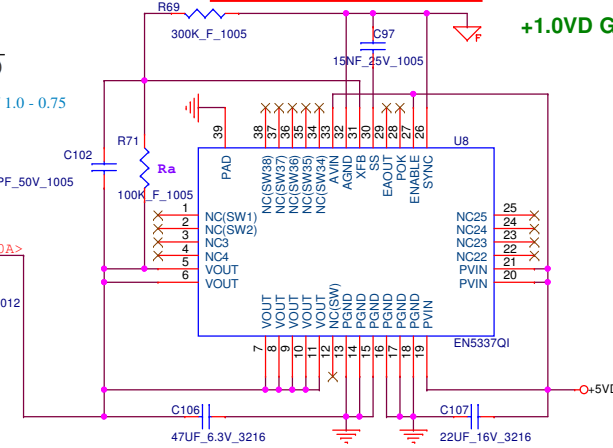 R69
300K_F_1005
+1.0VD G
C97
15NF_25V_1005
F
1.0 - 0.75
39
38
37
36
35
34
33
32
31
30
29
28
27
26
U8
R71
Ra
100K_F_1005
C102
PF_50V_1005
PAD
NC(SW38)
NC(SW37)
NC(SW36)
NC(SW35)
NC(SW34)
AVIN
AGND
XFB
SS
EAOUT
POK
ENABLE
SYNC
1 NC(SW1)
2 NC(SW2)
3 NC3
4 NC4
5 VOUT
6 VOUT
NC25 25
NC24 24
NC23 23
NC22 22
PVIN 21
PVIN 20
0A>
012
VOUT
VOUT
VOUT
VOUT
VOUT
NC(SW)
PGND
PGND
PGND
PGND
PGND
PGND
PVIN
7
8
9
10
11
12
13
14
15
16
17
18
19
EN5337QI
+5VD
C106
47UF_6.3V_3216
C107
22UF_16V_3216